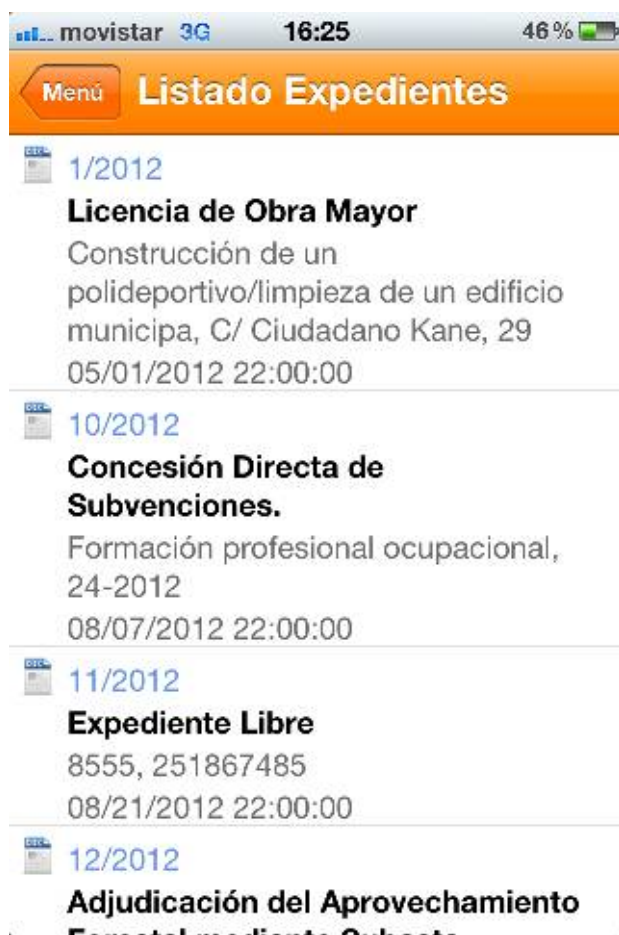 movistar 3G 16:25 46%
Menú Listado Expedientes
1/2012
Licencia de Obra Mayor
Construcción de un
polideportivo/limpieza de un edificio
municipa, C/ Ciudadano Kane, 29
05/01/2012 22:00:00
10/2012
Concesión Directa de
Subvenciones.
Formación profesional ocupacional,
24-2012
08/07/2012 22:00:00
11/2012
Expediente Libre
8555, 251867485
08/21/2012 22:00:00
12/2012
Adjudicación del Aprovechamiento
Forestal mediante Subasta